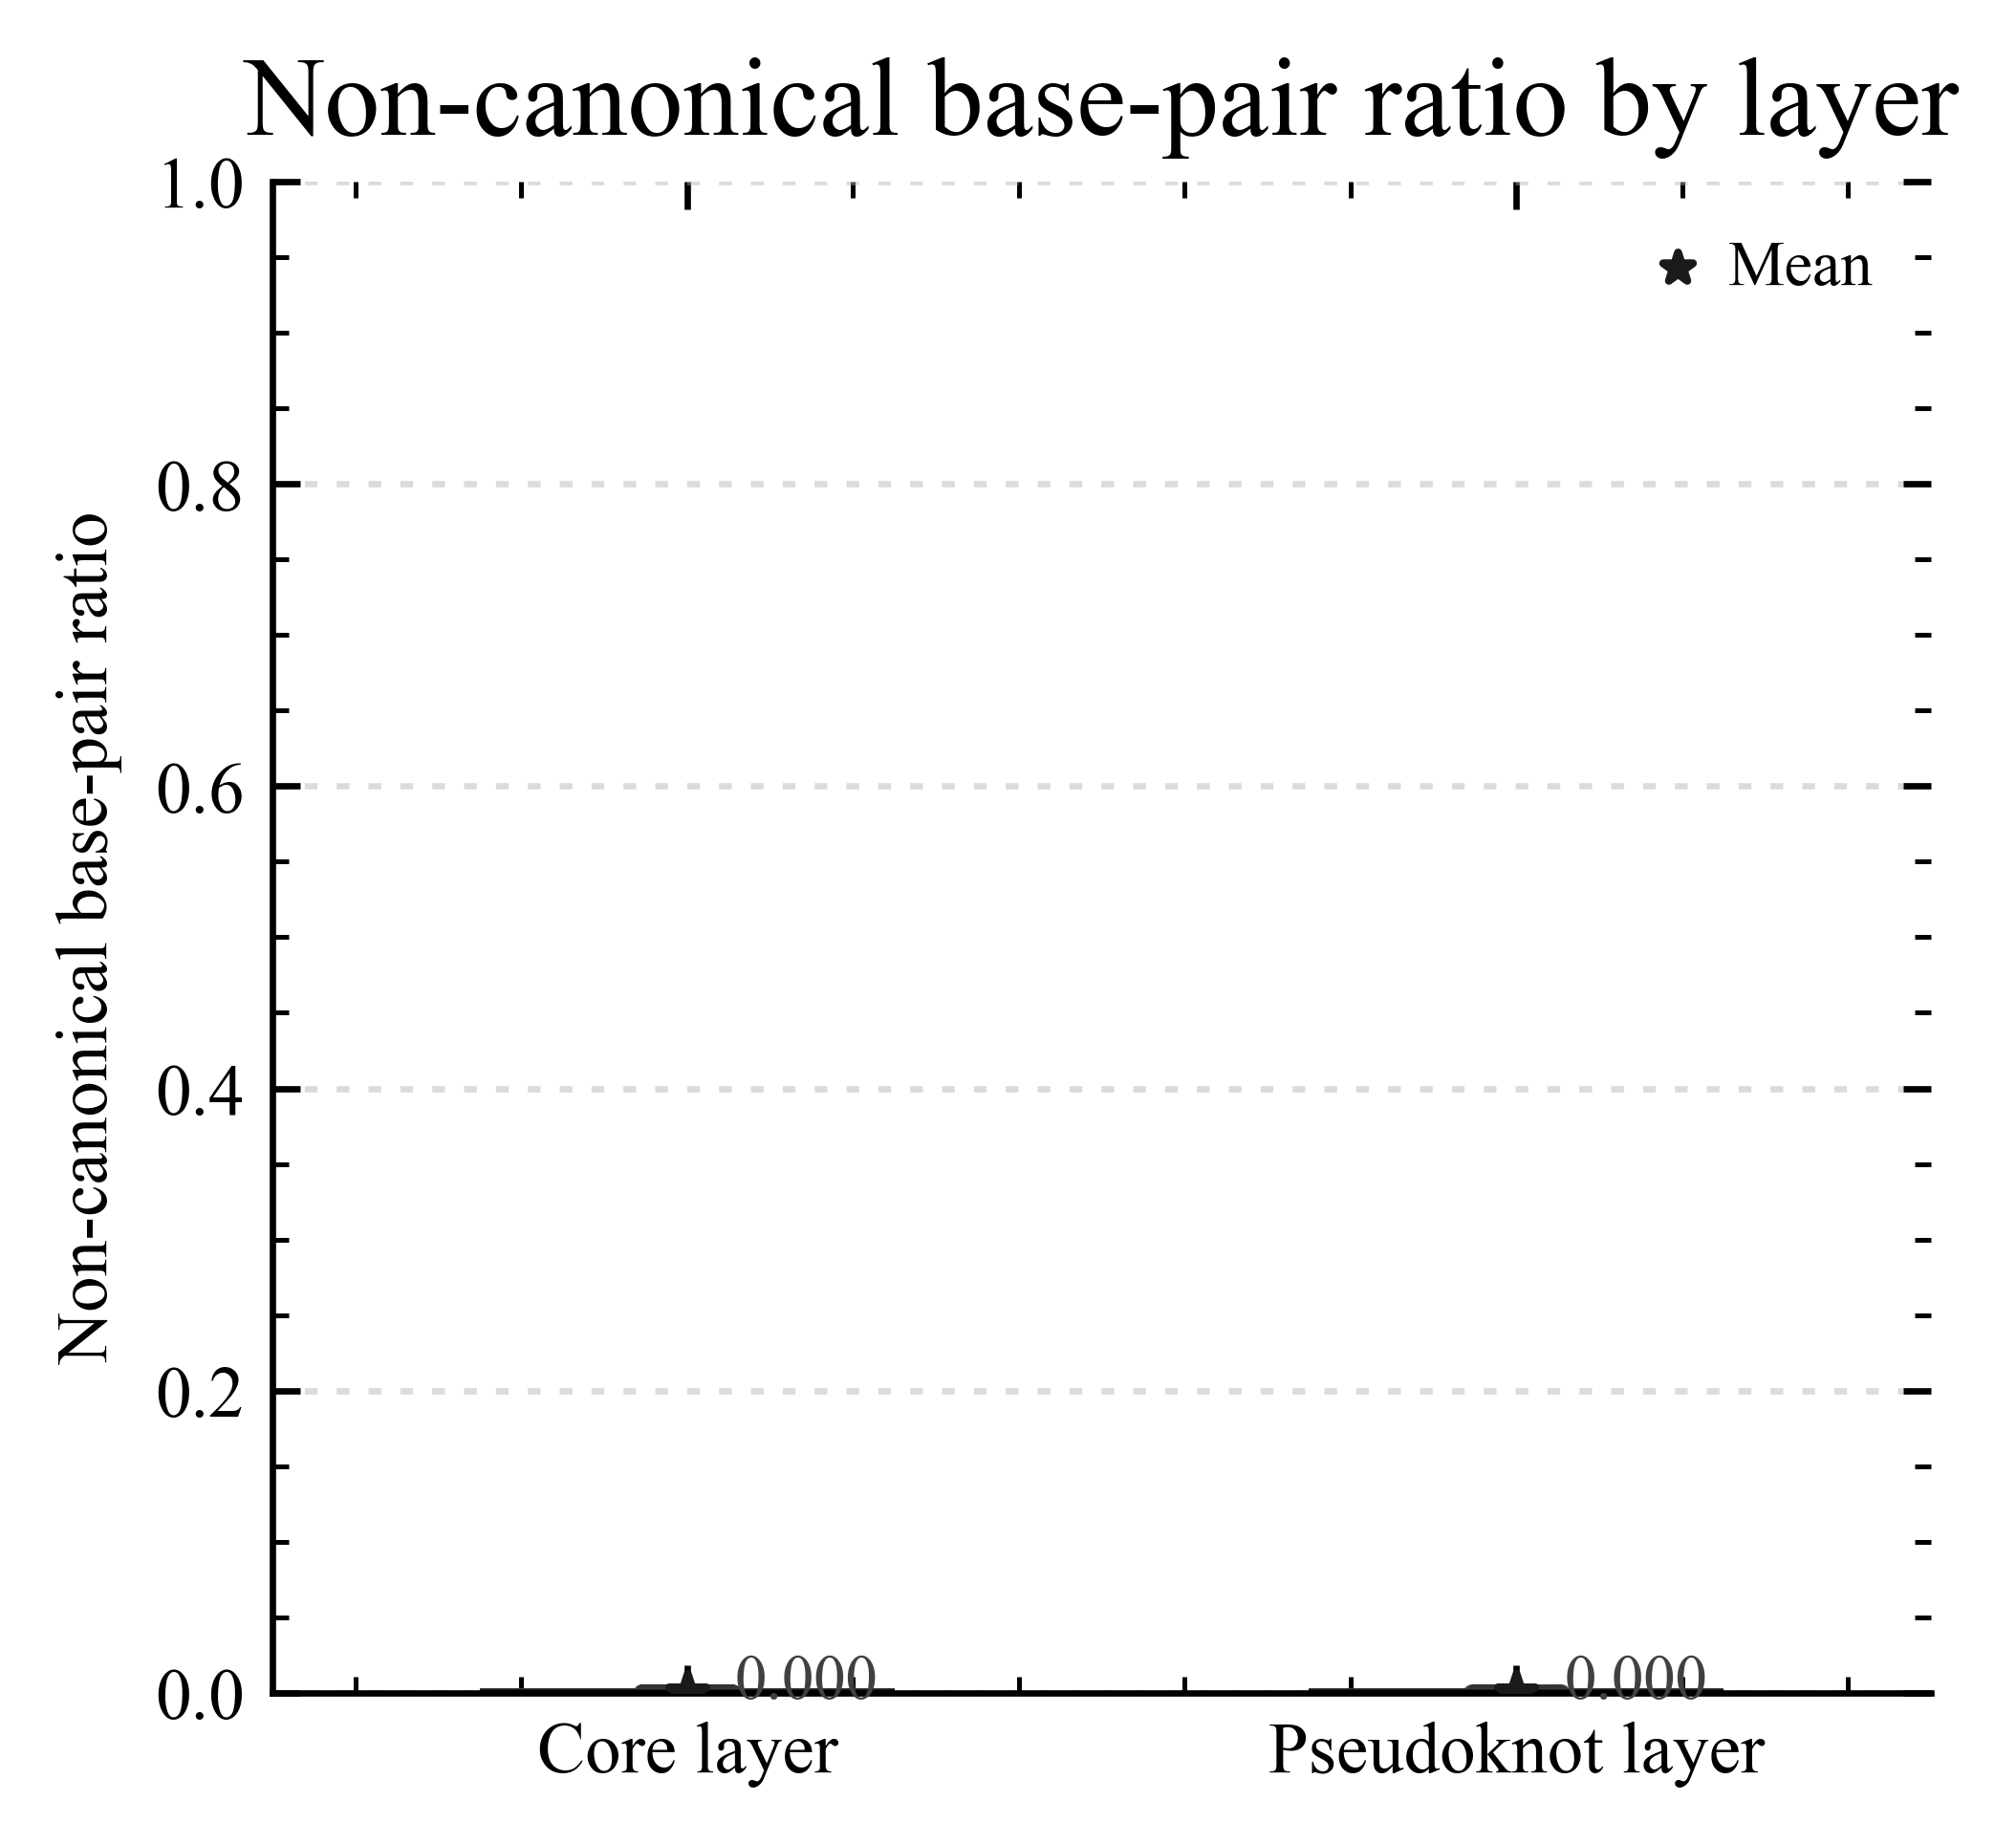 Non-canonical base-pair ratio by layer
1.0
Mean
0.8
0.6
0.4
0.2
0.0
Non-canonical base-pair ratio
0.000
0.000
Core layer
Pseudoknot layer